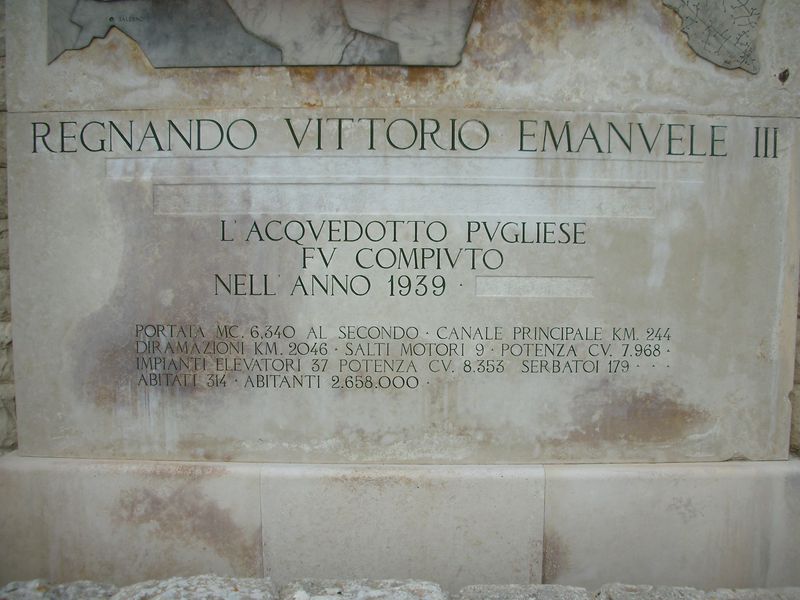 SALERNO
REGNANDO VITTORIO EMANVELE III
L'ACQVEDOTTO PVGLIESE
FV COMPIVTO
NELL' ANNO 1939 ·
PORTATA MC. 6,340 AL SECONDO · CANALE PRINCIPALE KM. 244
DIRAMAZIONI KM. 2046 · SALTI MOTORI 9 · POTENZA CV. 7.968 ·
IMPIANTI ELEVATORI 37 POTENZA CV. 8.353 SERBATOI 179 · · ·
ABITATI 314 · ABITANTI 2.658.000 ·